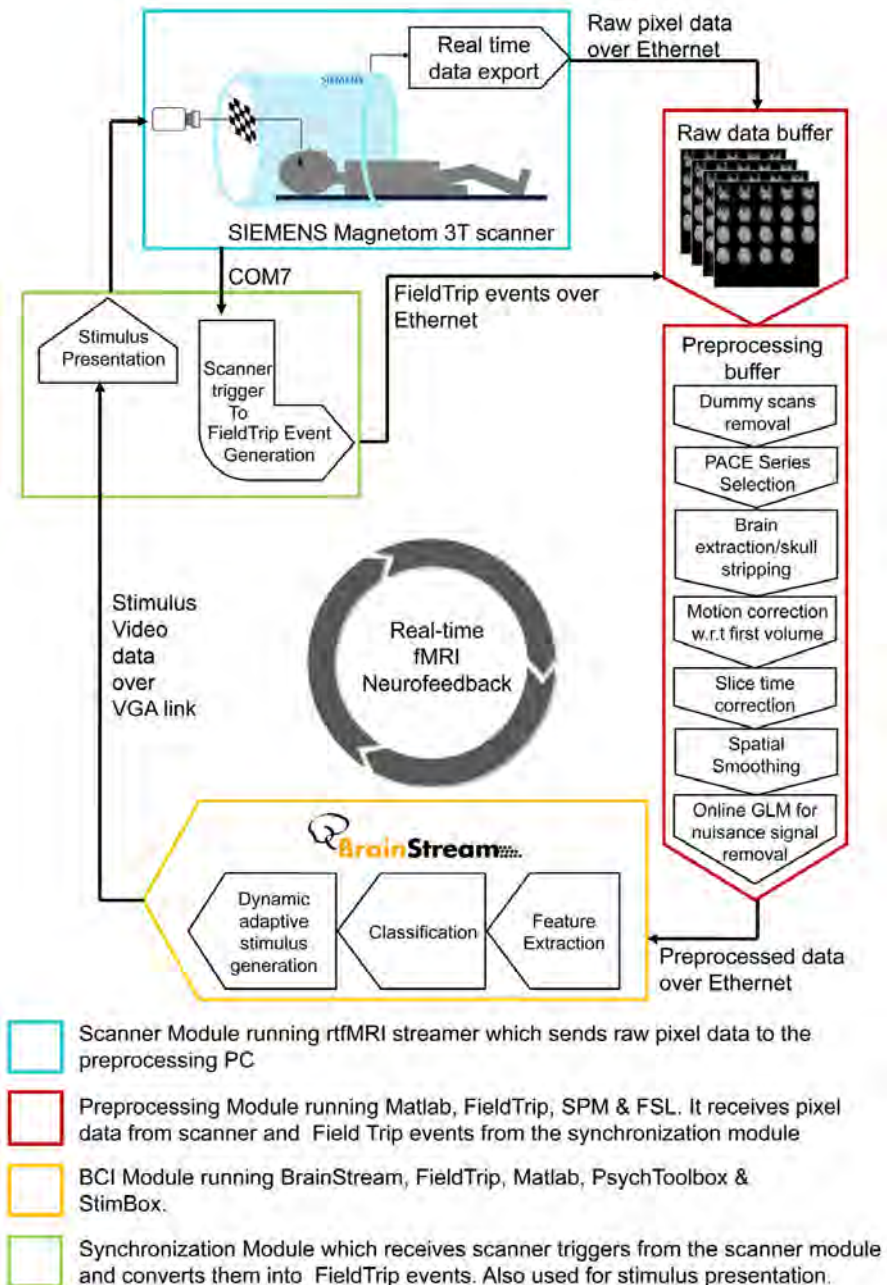 Real time
data export
Raw pixel data
over Ethernet
SIEMENS
SIEMENS Magnetom 3T scanner
Raw data buffer
COM7
FieldTrip events over
Ethernet
Stimulus
Presentation
Scanner
trigger
To
FieldTrip Event
Generation
Preprocessing
buffer
Dummy scans
removal
PACE Series
Selection
Brain
extraction/skull
stripping
Motion correction
w.r.t first volume
Slice time
correction
Spatial
Smoothing
Online GLM for
nuisance signal
removal
Stimulus
Video
data
over
VGA link
Real-time
fMRI
Neurofeedback
BrainStream
Dynamic
adaptive
stimulus
generation
Classification
Feature
Extraction
Preprocessed data
over Ethernet
Scanner Module running rtfMRI streamer which sends raw pixel data to the
preprocessing PC
Preprocessing Module running Matlab, FieldTrip, SPM & FSL. It receives pixel
data from scanner and Field Trip events from the synchronization module
BCI Module running BrainStream, FieldTrip, Matlab, PsychToolbox &
StimBox.
Synchronization Module which receives scanner triggers from the scanner module
and converts them into FieldTrip events. Also used for stimulus presentation.